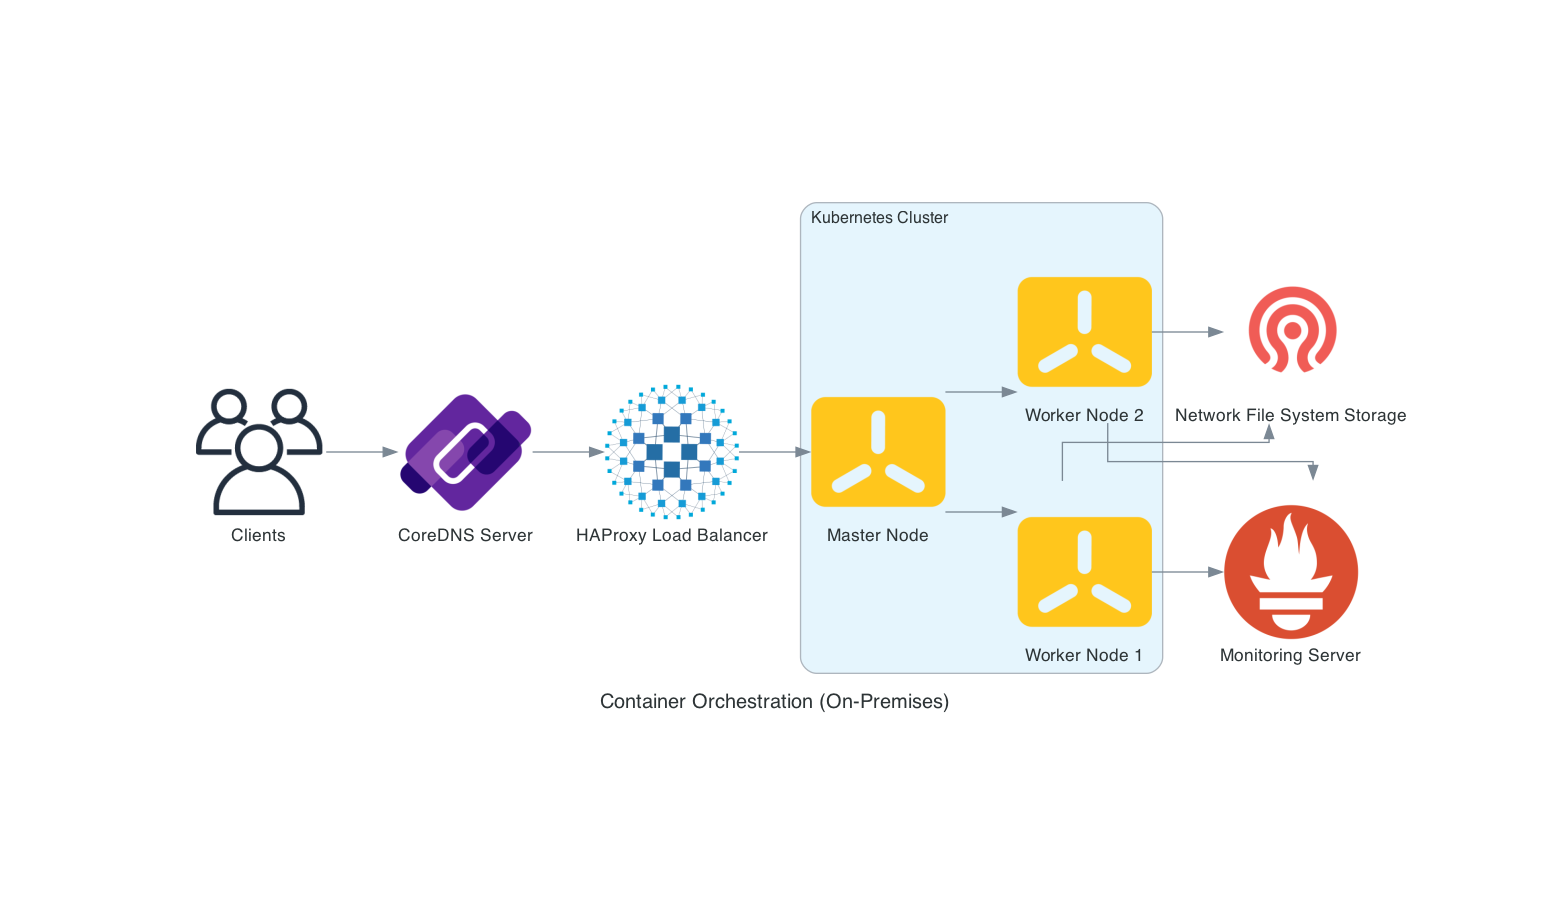 Kubernetes Cluster
Worker Node 2
Network File System Storage
Clients
CoreDNS Server
HAProxy Load Balancer
Master Node
Worker Node 1
Monitoring Server
Container Orchestration (On-Premises)